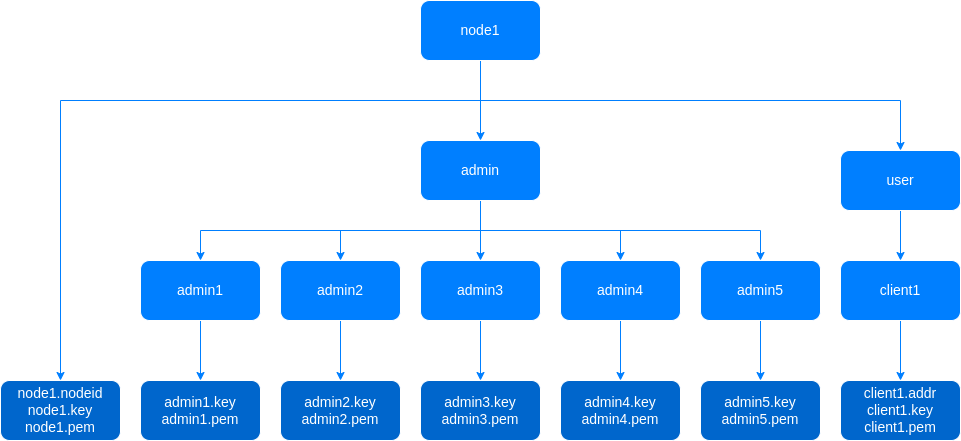 node1
admin
user
admin1
admin2
admin3
admin4
admin5
client1
node1.nodeid
node1.key
node1.pem
admin1.key
admin1.pem
admin2.key
admin2.pem
admin3.key
admin3.pem
admin4.key
admin4.pem
admin5.key
admin5.pem
client1.addr
client1.key
client1.pem